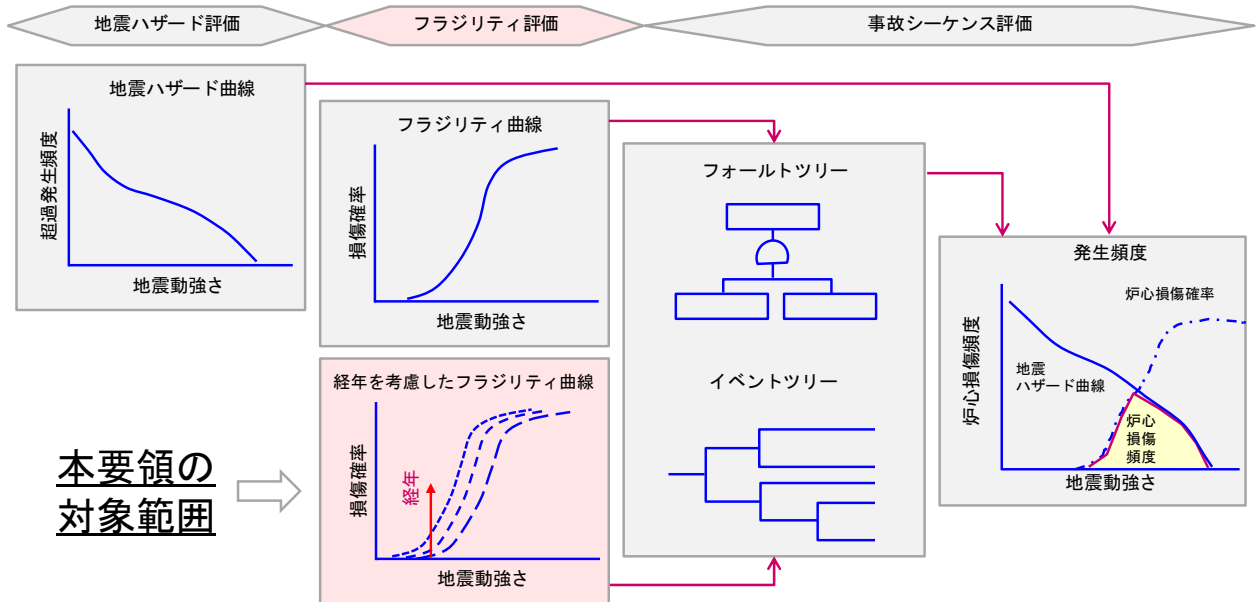 地震ハザード評価
フラジリティ評価
事故シーケンス評価
地震ハザード曲線
超過発生頻度
地震動強さ
フラジリティ曲線
損傷確率
地震動強さ
経年を考慮したフラジリティ曲線
損傷確率
経年
地震動強さ
本要領の
対象範囲
フォールトツリー
イベントツリー
発生頻度
炉心損傷確率
炉心損傷頻度
地震
ハザード曲線
炉心
損傷
頻度
地震動強さ